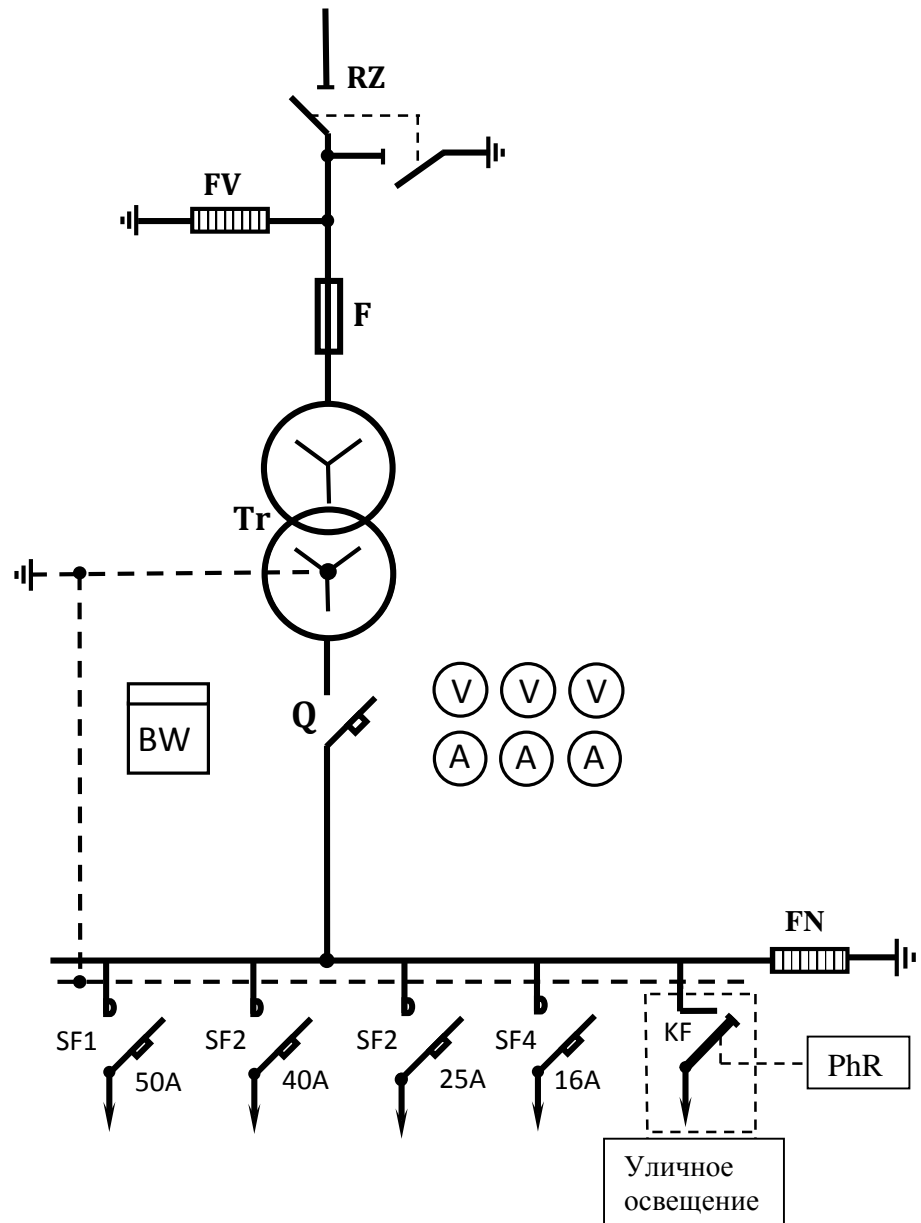 RZ
FV
F
Tr
Q
V V V
BW
A A A
FN
SF1
SF2
SF2
SF4
KF
50A
40A
25A
16A
PhR
Уличное
освещение